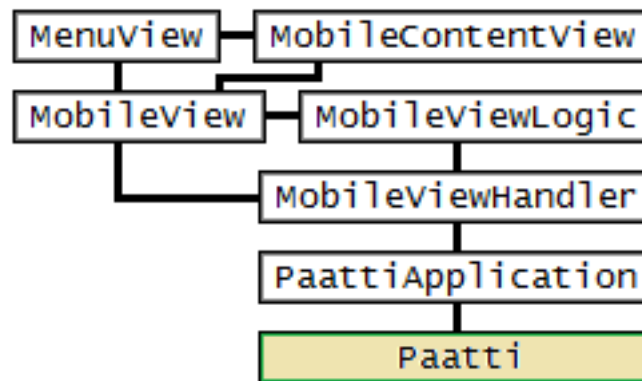 MenuView MobileContentView
MobileView MobileViewLogic
MobileViewHandler
PaattiApplication
Paatti